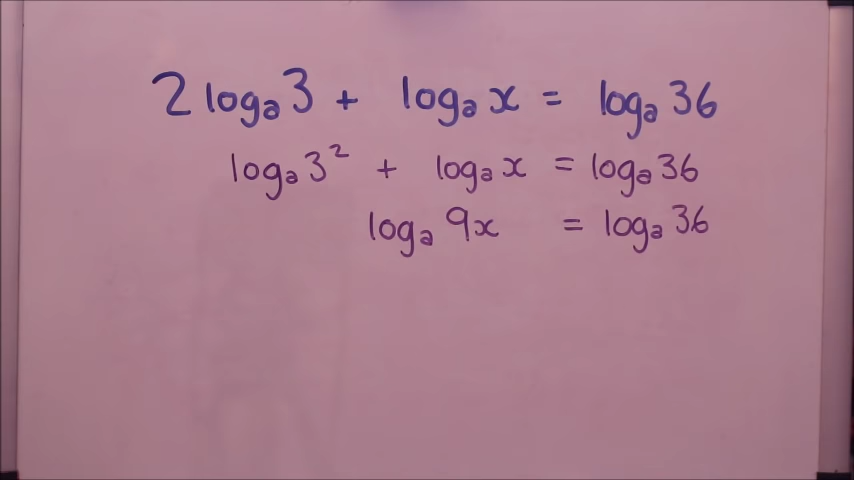 2 logₐ 3 + logₐ x = logₐ 36
logₐ 3² + logₐ x = logₐ 36
logₐ 9x = logₐ 36